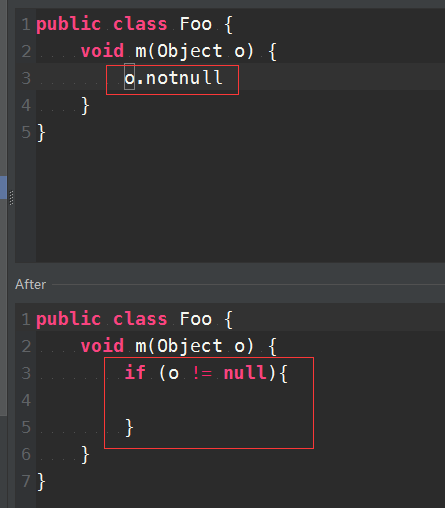 1 public class Foo {
2     void m(Object o) {
3         o.notnull
4     }
5 }
After
1 public class Foo {
2     void m(Object o) {
3         if (o != null){
4
5         }
6     }
7 }